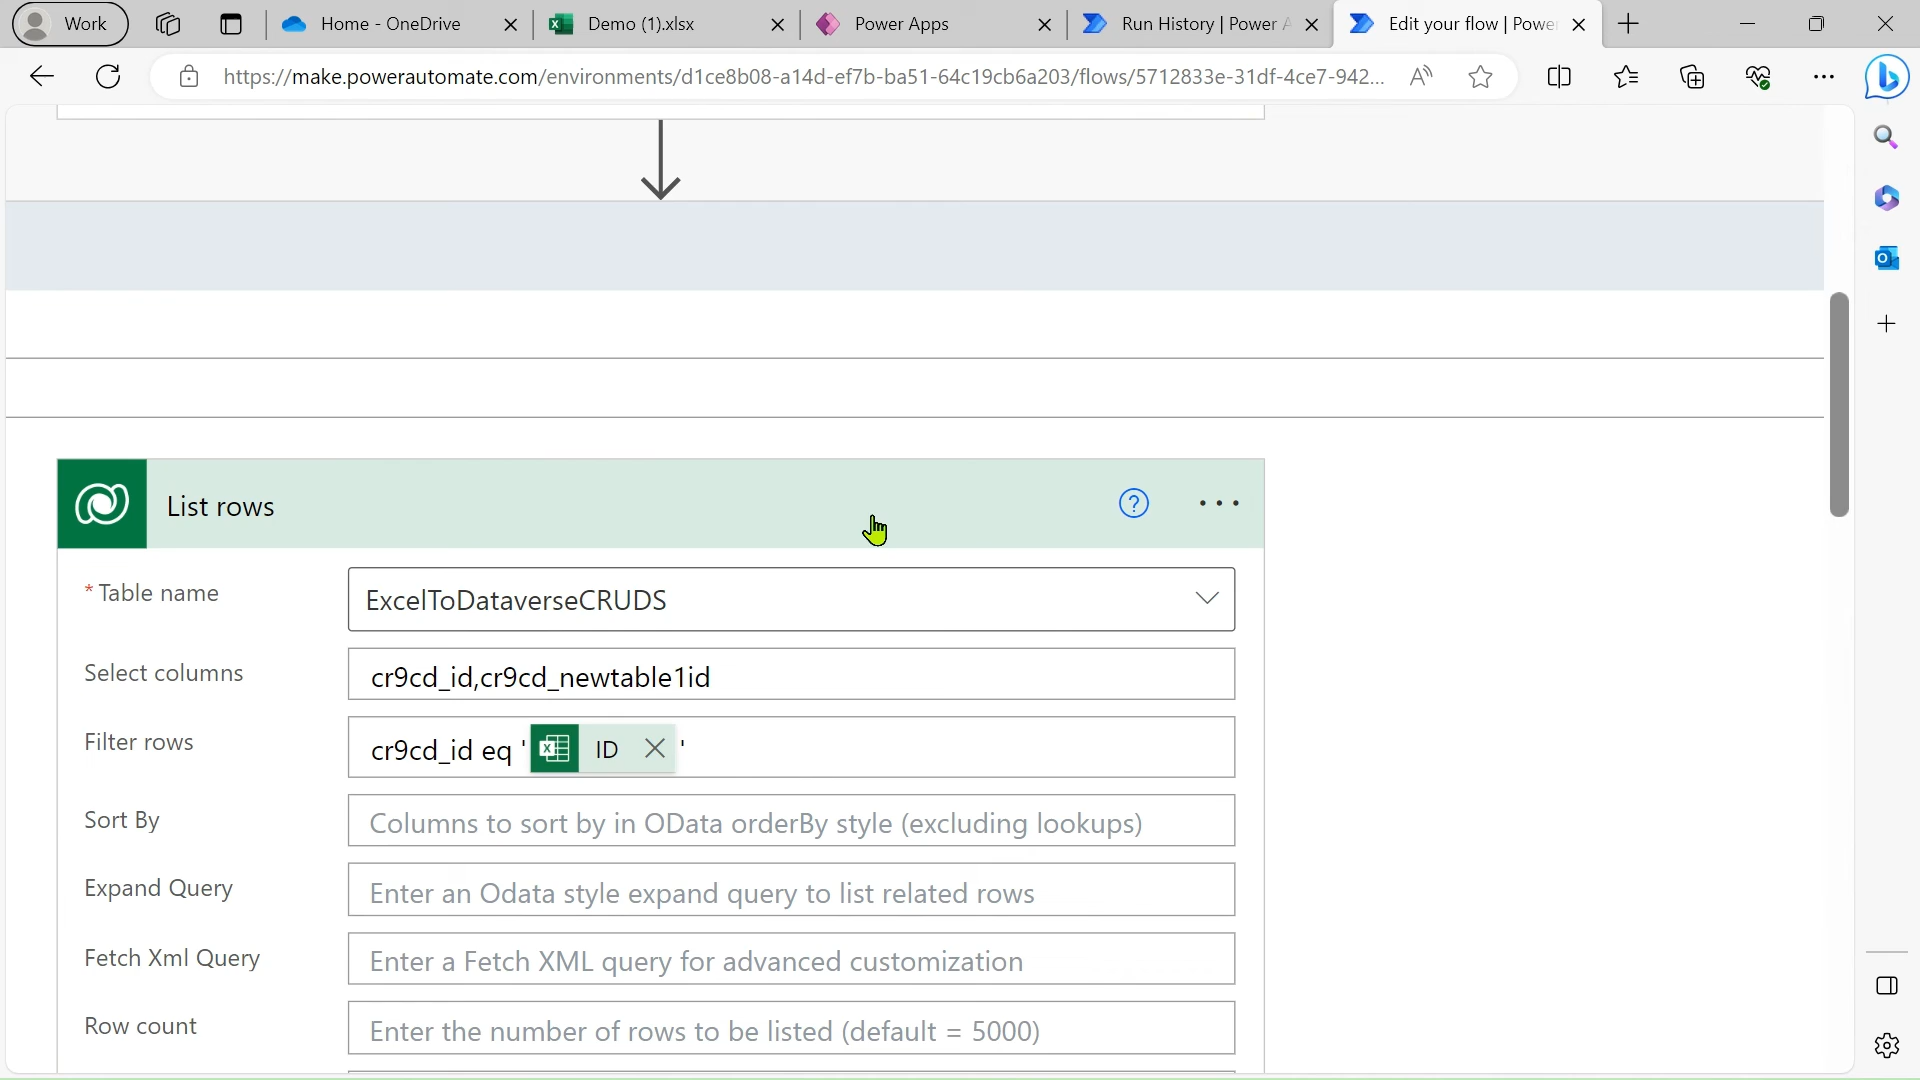 Work
Home - OneDrive
Demo (1).xlsx
Power Apps
Run History | Power A
Edit your flow | Powe
https://make.powerautomate.com/environments/d1ce8b08-a14d-ef7b-ba51-64c19cb6a203/flows/5712833e-31df-4ce7-942...
List rows
* Table name
ExcelToDataverseCRUDS
Select columns
cr9cd_id,cr9cd_newtable1id
Filter rows
cr9cd_id eq ' ID '
Sort By
Columns to sort by in OData orderBy style (excluding lookups)
Expand Query
Enter an Odata style expand query to list related rows
Fetch Xml Query
Enter a Fetch XML query for advanced customization
Row count
Enter the number of rows to be listed (default = 5000)